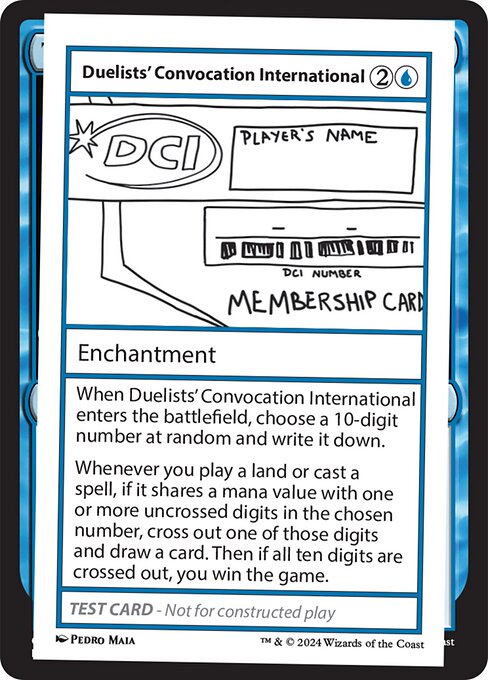 Duelists' Convocation International 2
DCI
PLAYER'S NAME
DCI NUMBER
MEMBERSHIP CARD
Enchantment
When Duelists' Convocation International
enters the battlefield, choose a 10-digit
number at random and write it down.
Whenever you play a land or cast a
spell, if it shares a mana value with one
or more uncrossed digits in the chosen
number, cross out one of those digits
and draw a card. Then if all ten digits are
crossed out, you win the game.
TEST CARD - Not for constructed play
PEDRO MAIA
™ & © 2024 Wizards of the Coast